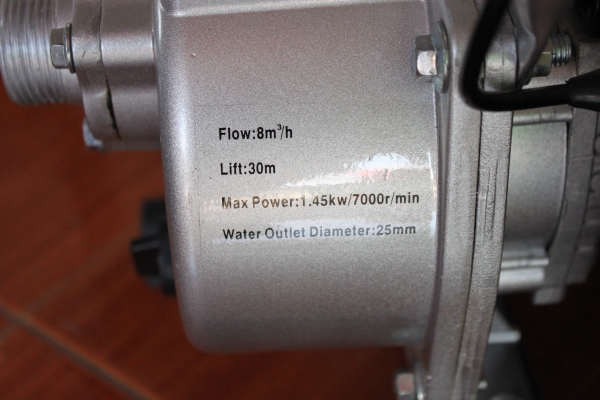 Flow:8m³/h
Lift:30m
Max Power:1.45kw/7000r/min
Water Outlet Diameter:25mm